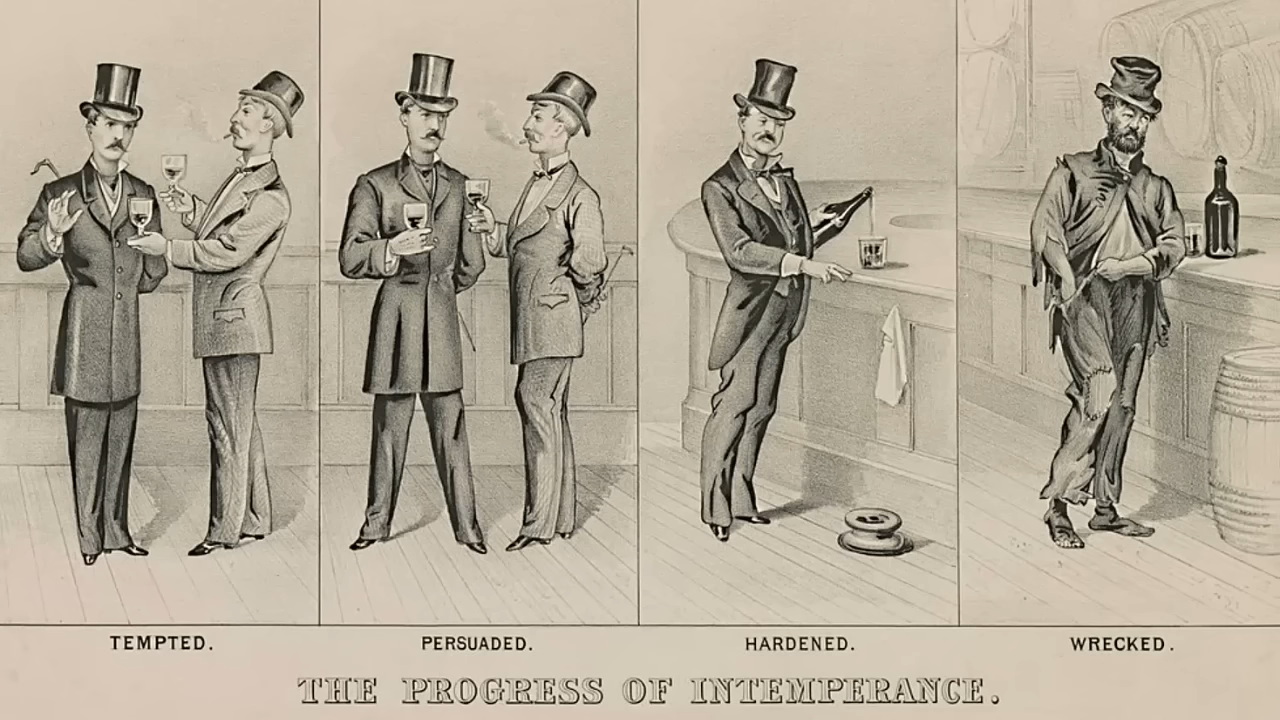 TEMPTED.
PERSUADED.
HARDENED.
WRECKED.
THE PROGRESS OF INTEMPERANCE.